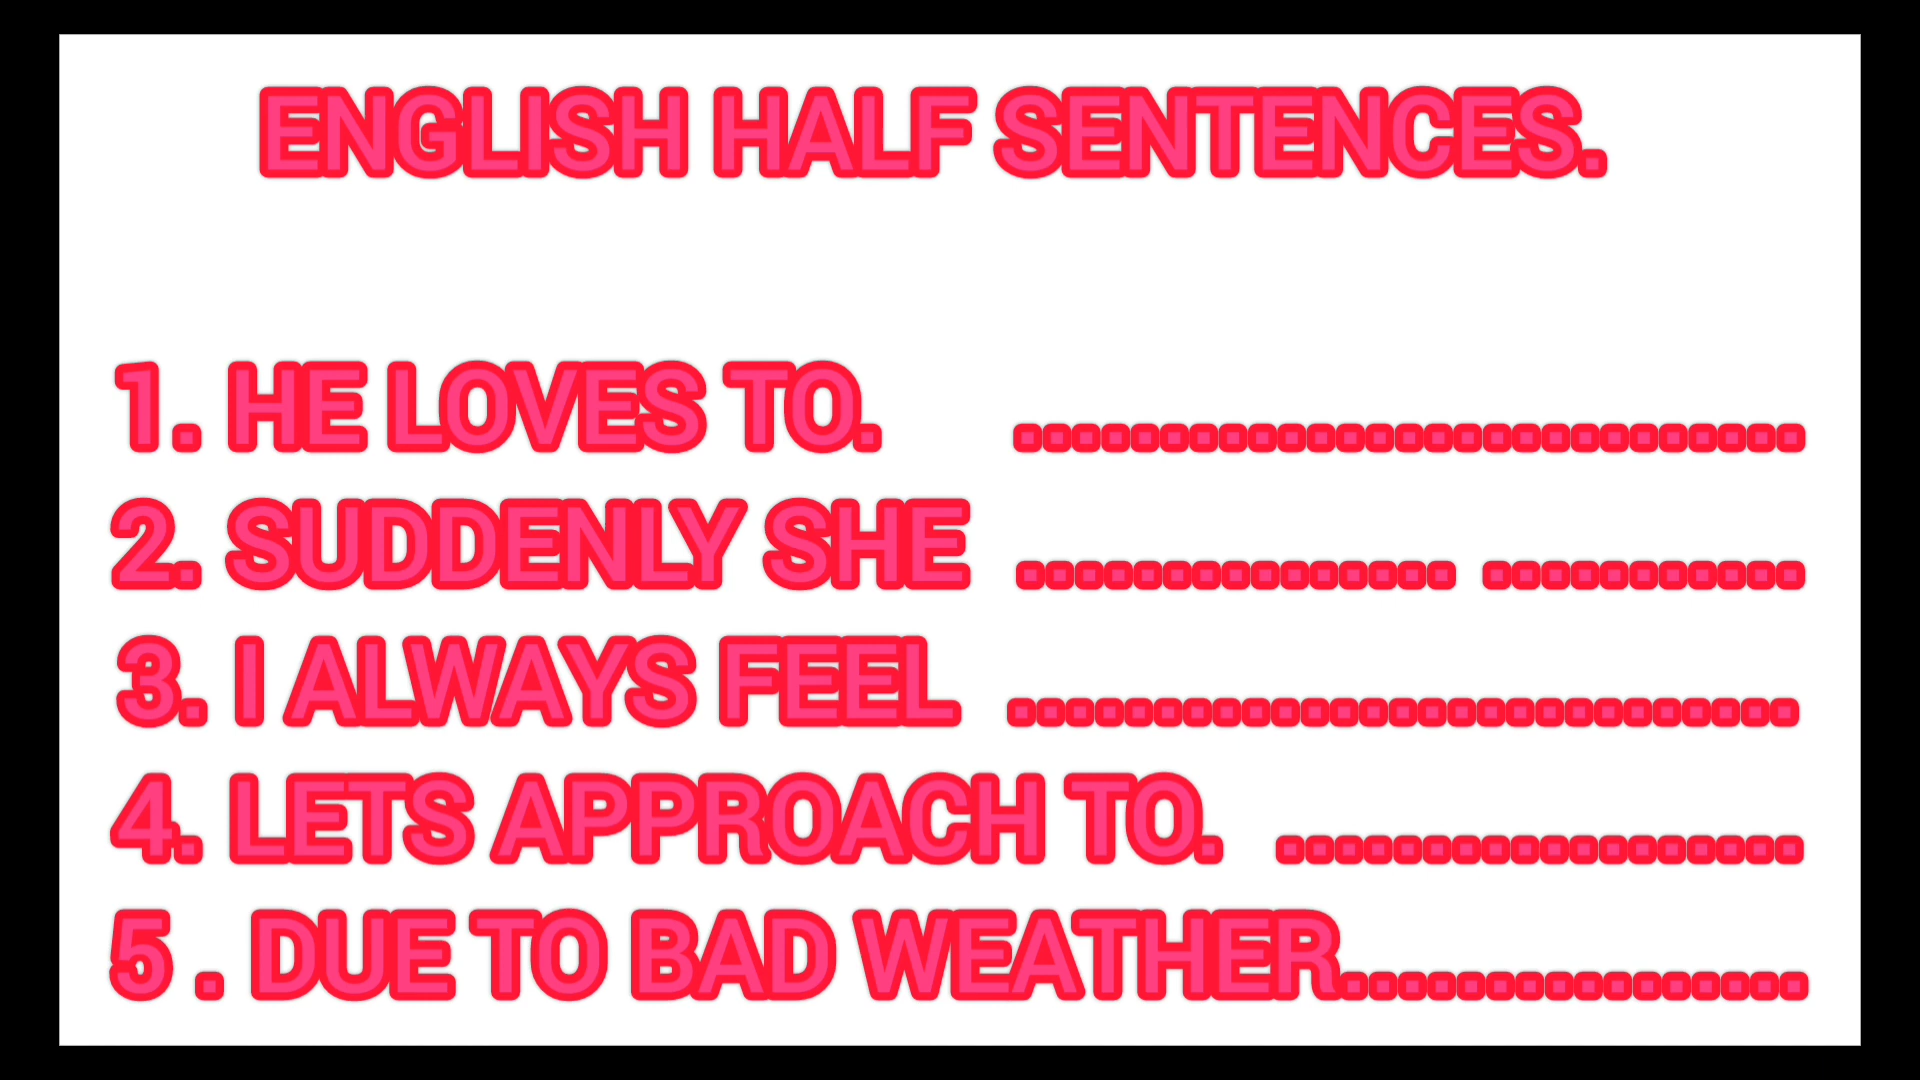 ENGLISH HALF SENTENCES.
1. HE LOVES TO. ...........................
2. SUDDENLY SHE ............... ...........
3. I ALWAYS FEEL ...........................
4. LETS APPROACH TO. ..................
5 . DUE TO BAD WEATHER................